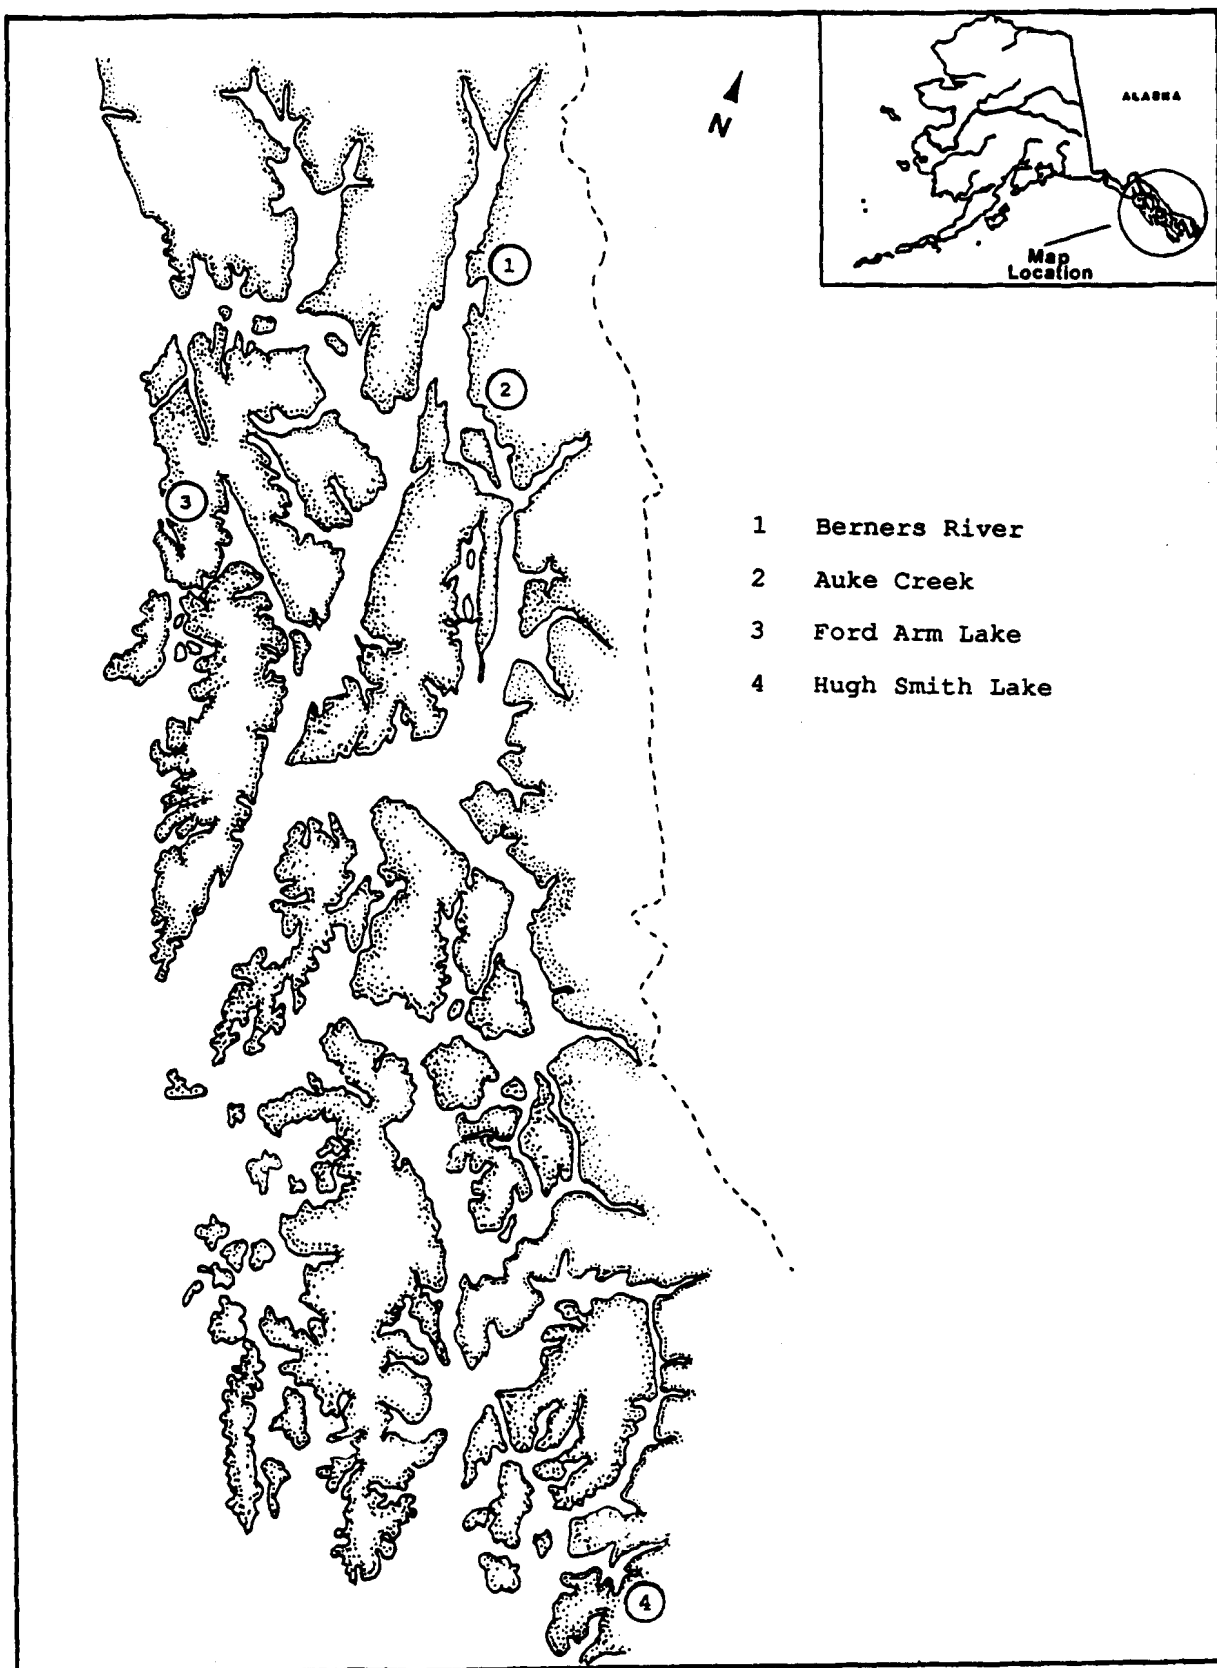 ALASKA
N
Map
Location
1
2
3
1 Berners River
2 Auke Creek
3 Ford Arm Lake
4 Hugh Smith Lake
4